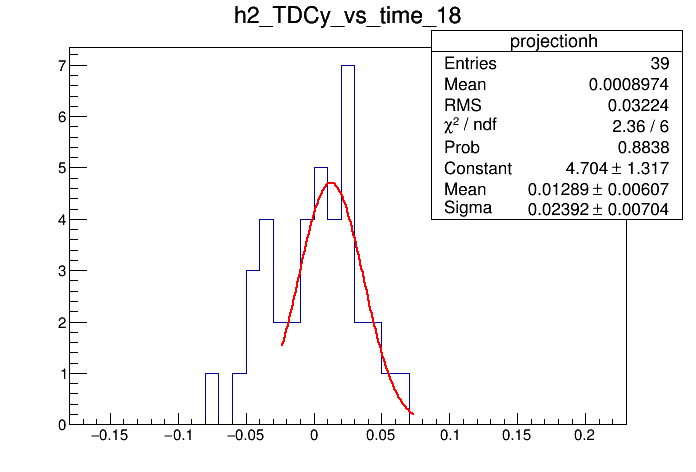 h2_TDCy_vs_time_18
projectionh
Entries 39
Mean 0.0008974
RMS 0.03224
χ² / ndf 2.36 / 6
Prob 0.8838
Constant 4.704 ± 1.317
Mean 0.01289 ± 0.00607
Sigma 0.02392 ± 0.00704
7
6
5
4
3
2
1
0
−0.15 −0.1 −0.05 0 0.05 0.1 0.15 0.2